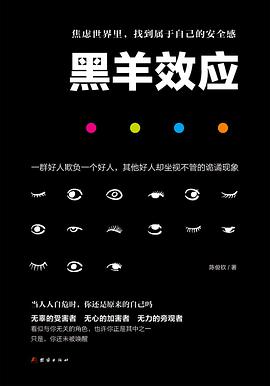 焦虑世界里，找到属于自己的安全感
黑羊效应
一群好人欺负一个好人，其他好人却坐视不管的诡谲现象
陈俊钦／著
当人人自危时，你还是原来的自己吗
无辜的受害者 无心的加害者 无力的旁观者
看似与你无关的角色，也许你正是其中之一
只是，你还未被唤醒
团结出版社